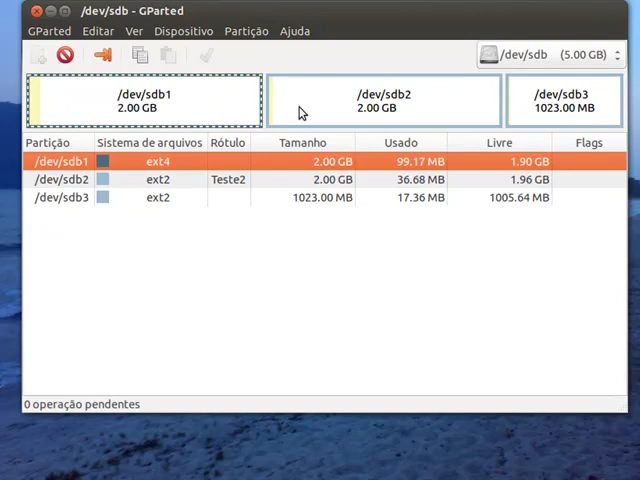 /dev/sdb - GParted
GParted Editar Ver Dispositivo Partição Ajuda
/dev/sdb (5.00 GB)
/dev/sdb1
2.00 GB
/dev/sdb2
2.00 GB
/dev/sdb3
1023.00 MB
Partição Sistema de arquivos Rótulo Tamanho Usado Livre Flags
/dev/sdb1 ext4 2.00 GB 99.17 MB 1.90 GB
/dev/sdb2 ext2 Teste2 2.00 GB 36.68 MB 1.96 GB
/dev/sdb3 ext2 1023.00 MB 17.36 MB 1005.64 MB
0 operação pendentes